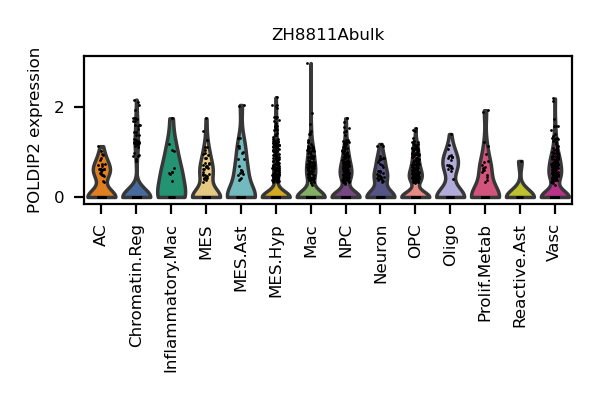 ZH8811Abulk
POLDIP2 expression
2
0
AC
Chromatin.Reg
Inflammatory.Mac
MES
MES.Ast
MES.Hyp
Mac
NPC
Neuron
OPC
Oligo
Prolif.Metab
Reactive.Ast
Vasc